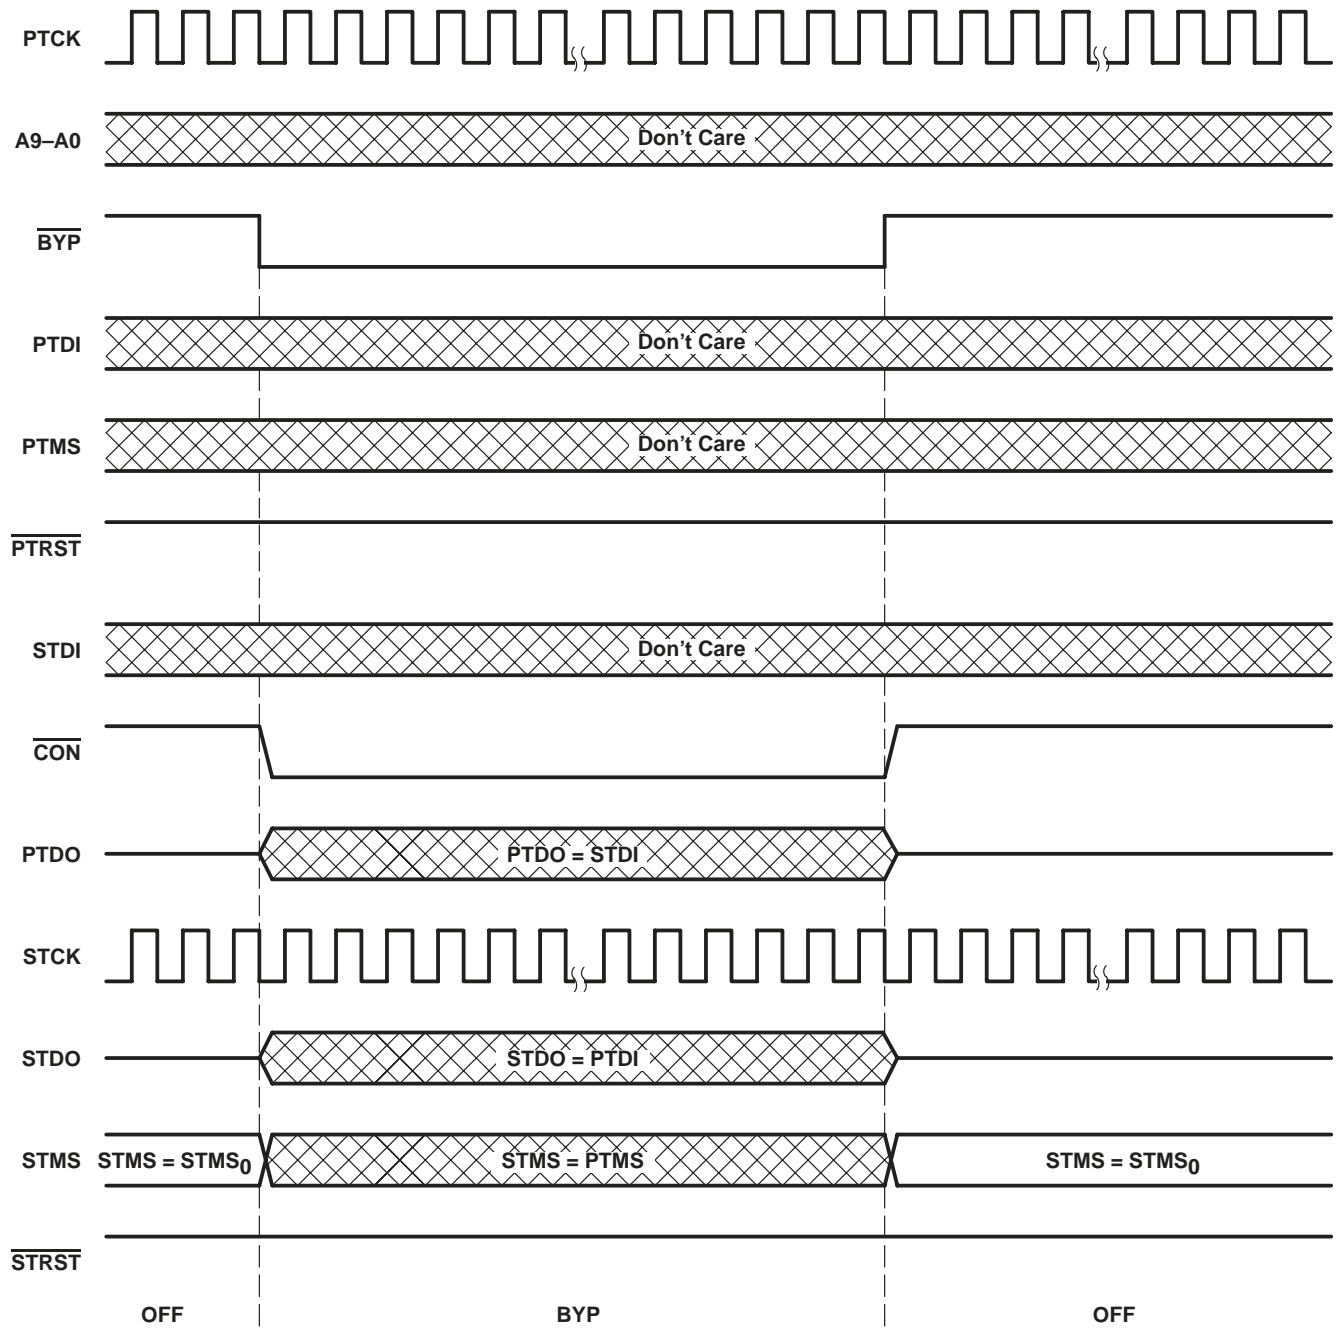 PTCK
A9–A0
Don't Care
BYP
PTDI
Don't Care
PTMS
Don't Care
PTRST
STDI
Don't Care
CON
PTDO
PTDO = STDI
STCK
STDO
STDO = PTDI
STMS
STMS = STMS0
STMS = PTMS
STMS = STMS0
STRST
OFF
BYP
OFF